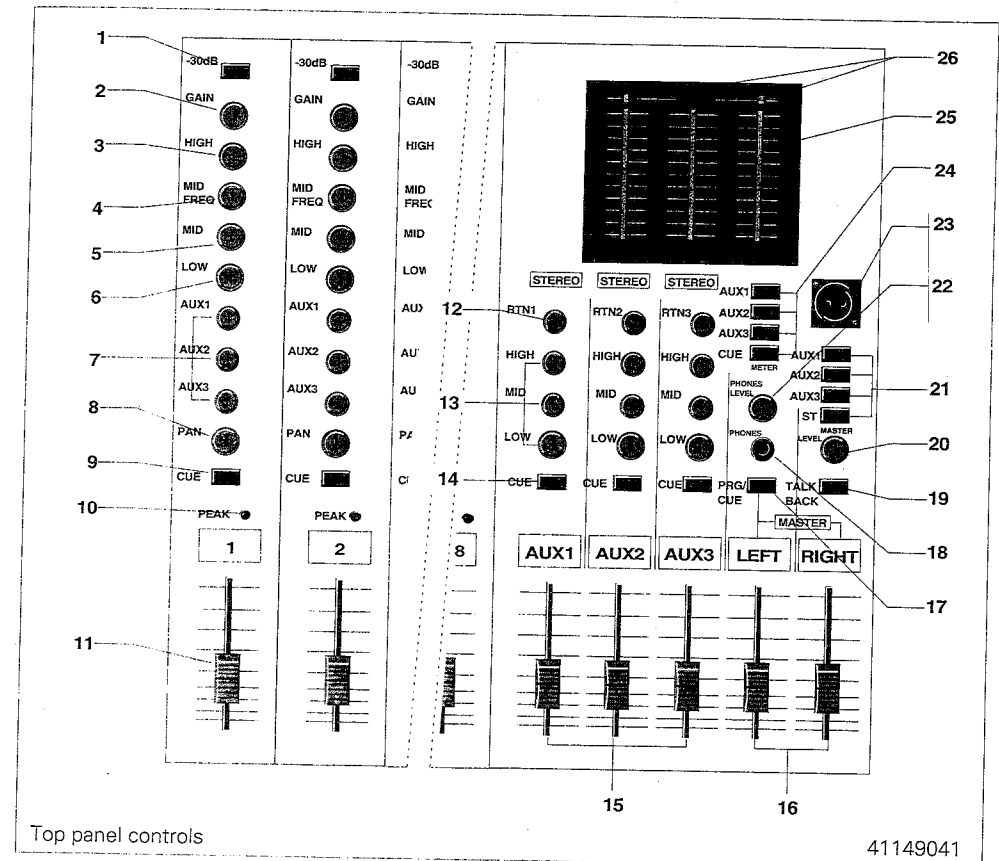 1
-30dB
2
GAIN
3
HIGH
4
MID
FREQ
5
MID
6
LOW
AUX1
7
AUX2
AUX3
8
PAN
9
CUE
10
PEAK
1
11
-30dB
GAIN
HIGH
MID
FREQ
MID
LOW
AUX1
AUX2
AUX3
PAN
CUE
PEAK
2
-30dB
GAIN
HIGH
MID
FREC
MID
LOW
AUX
AU
AU
PA
C
8
26
25
24
23
22
STEREO STEREO STEREO
12
RTN1 RTN2 RTN3
HIGH HIGH HIGH
13
MID MID MID
LOW LOW LOW
14
CUE CUE CUE
AUX1
AUX2
AUX3
CUE
METER
PHONES
LEVEL
PHONES
PRG/
CUE
AUX1
AUX2
AUX3
ST
21
MASTER
LEVEL
20
TALK
BACK
19
MASTER
18
17
AUX1 AUX2 AUX3 LEFT RIGHT
15
16
Top panel controls
41149041